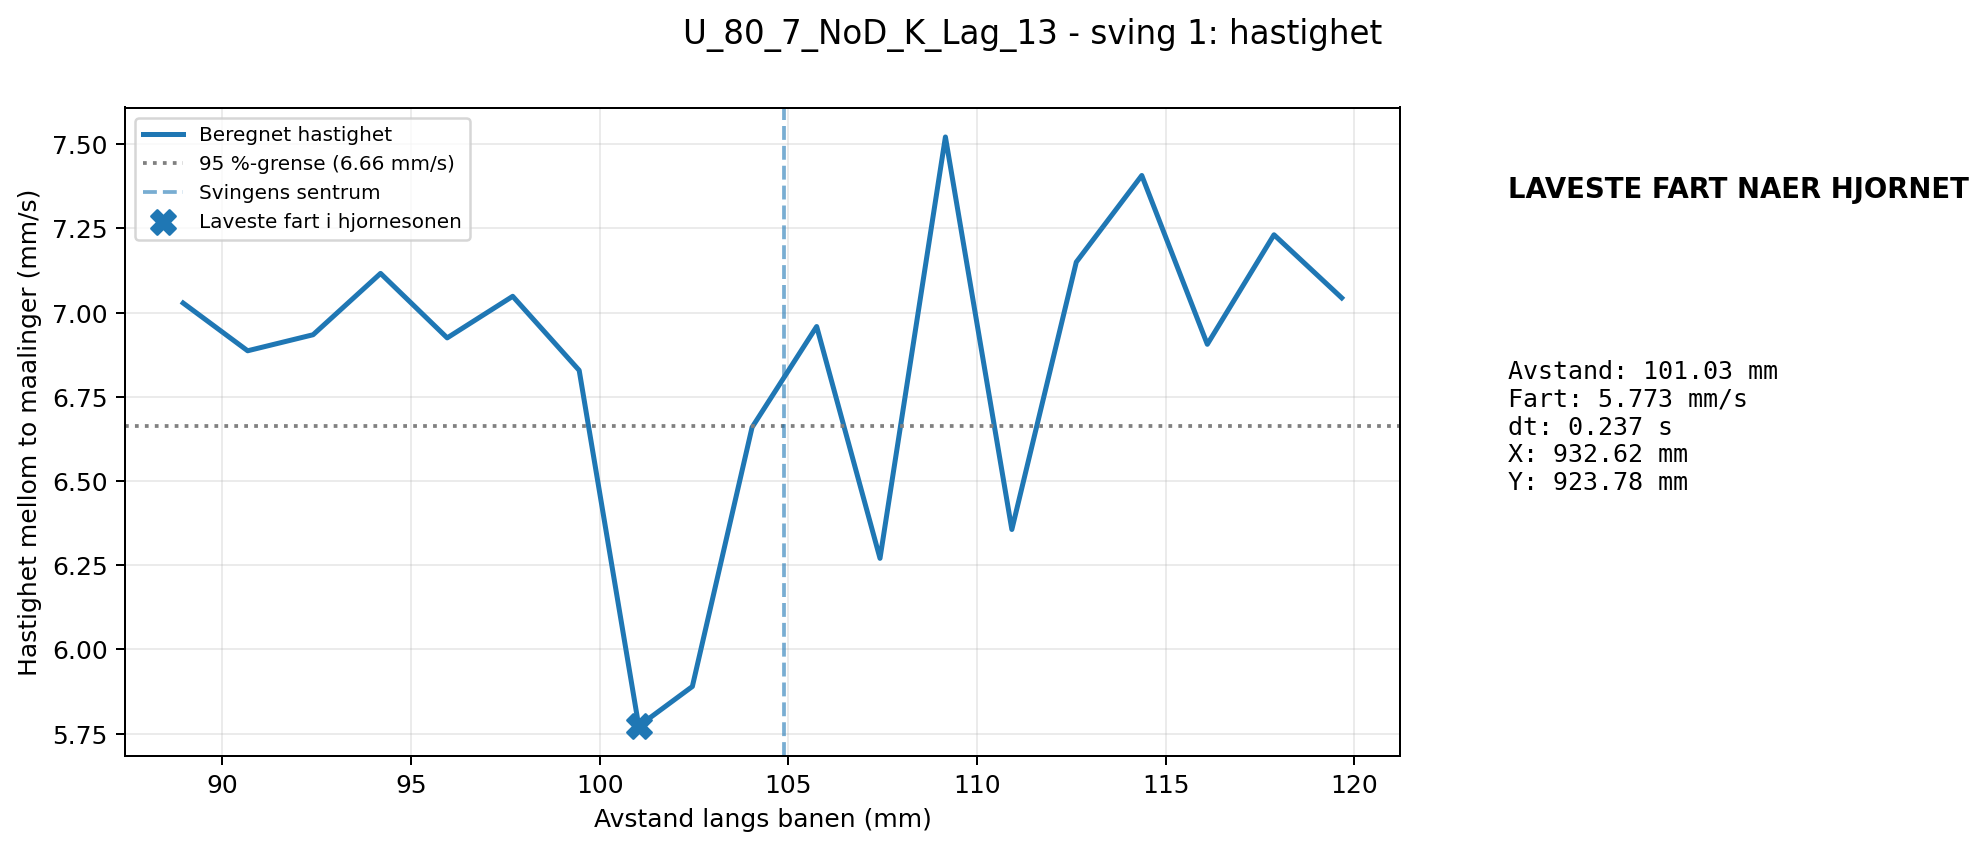 U_80_7_NoD_K_Lag_13 - sving 1: hastighet
Hastighet mellom to maalinger (mm/s)
7.50
7.25
7.00
6.75
6.50
6.25
6.00
5.75
Beregnet hastighet
95 %-grense (6.66 mm/s)
Svingens sentrum
Laveste fart i hjornesonen
90
95
100
105
110
115
120
Avstand langs banen (mm)
LAVESTE FART NAER HJORNET
Avstand: 101.03 mm
Fart: 5.773 mm/s
dt: 0.237 s
X: 932.62 mm
Y: 923.78 mm